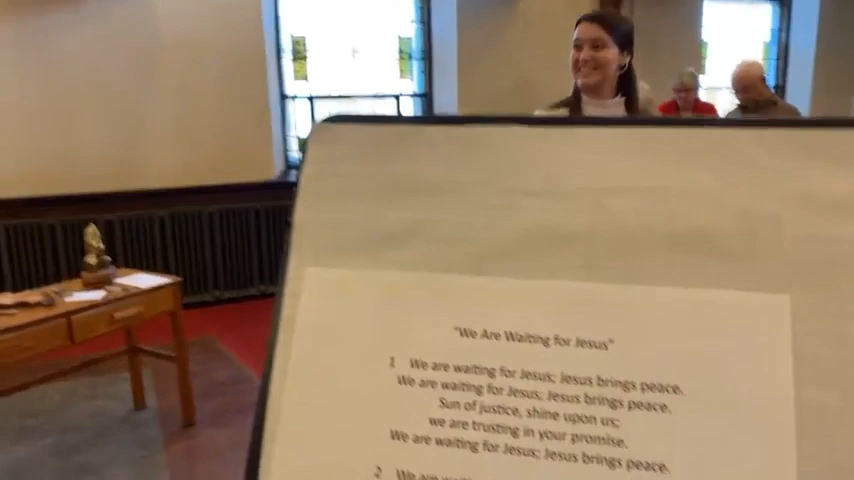 "We Are Waiting for Jesus"
1 We are waiting for Jesus; Jesus brings peace.
We are waiting for Jesus; Jesus brings peace.
Sun of justice, shine upon us;
we are trusting in your promise.
We are waiting for Jesus; Jesus brings peace.
2 We are